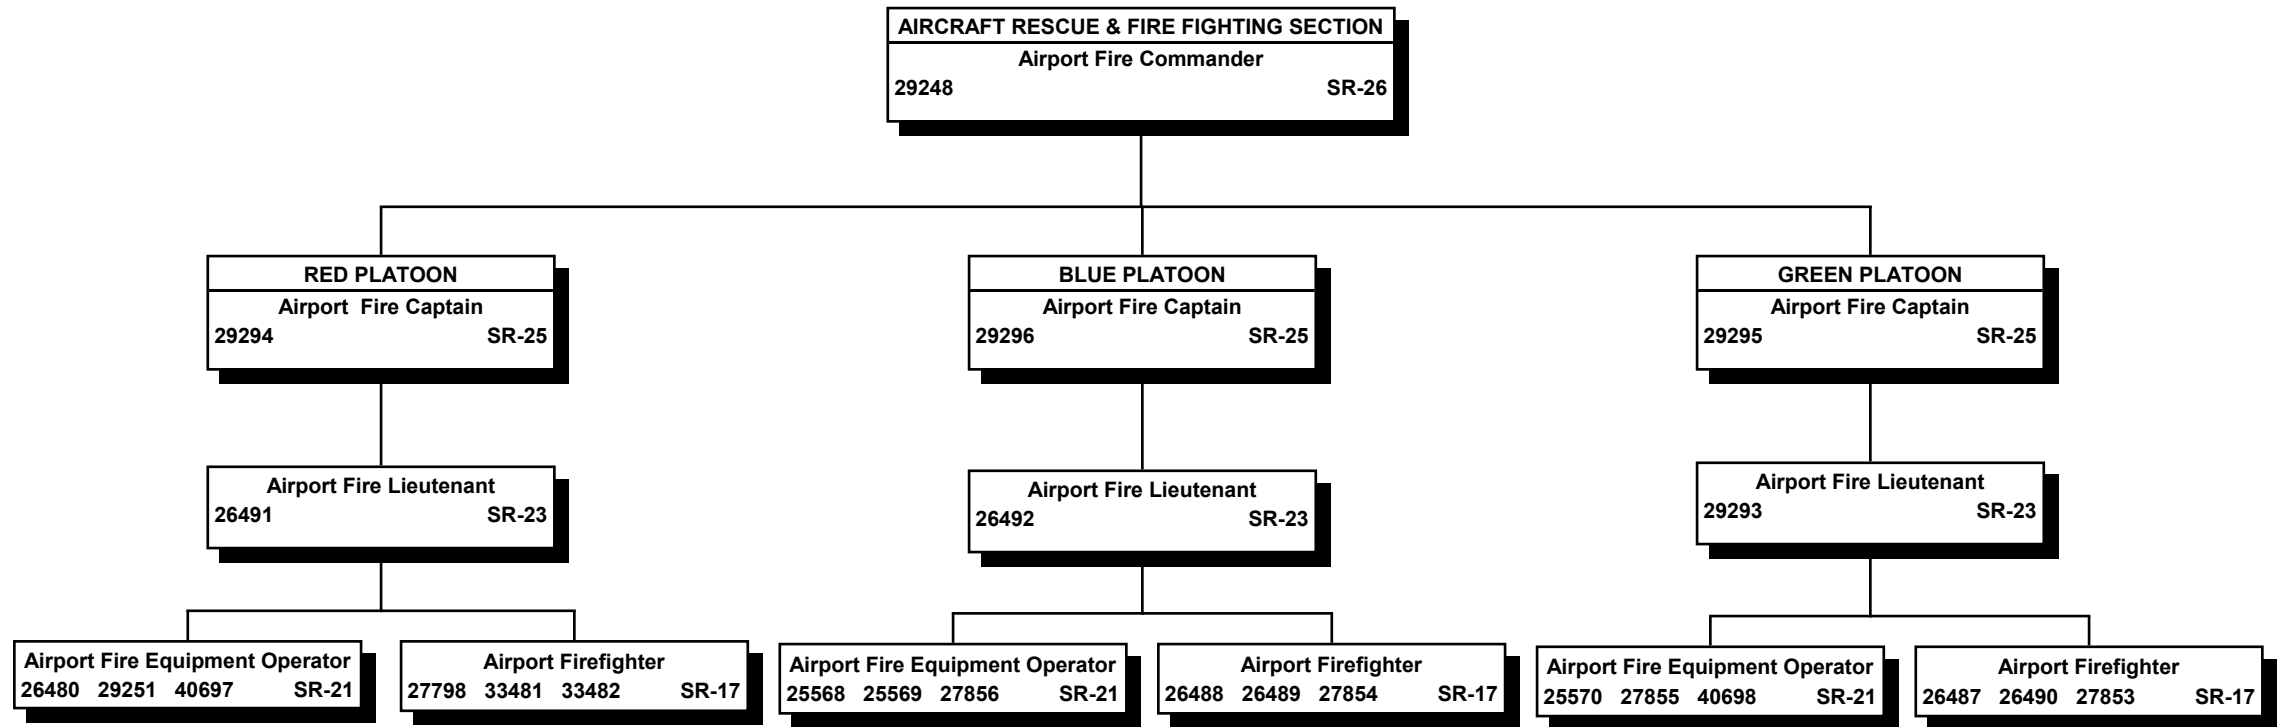 AIRCRAFT RESCUE & FIRE FIGHTING SECTION
Airport Fire Commander
29248 SR-26
RED PLATOON
Airport Fire Captain
29294 SR-25
BLUE PLATOON
Airport Fire Captain
29296 SR-25
GREEN PLATOON
Airport Fire Captain
29295 SR-25
Airport Fire Lieutenant
26491 SR-23
Airport Fire Lieutenant
26492 SR-23
Airport Fire Lieutenant
29293 SR-23
Airport Fire Equipment Operator
26480 29251 40697 SR-21
Airport Firefighter
27798 33481 33482 SR-17
Airport Fire Equipment Operator
25568 25569 27856 SR-21
Airport Firefighter
26488 26489 27854 SR-17
Airport Fire Equipment Operator
25570 27855 40698 SR-21
Airport Firefighter
26487 26490 27853 SR-17